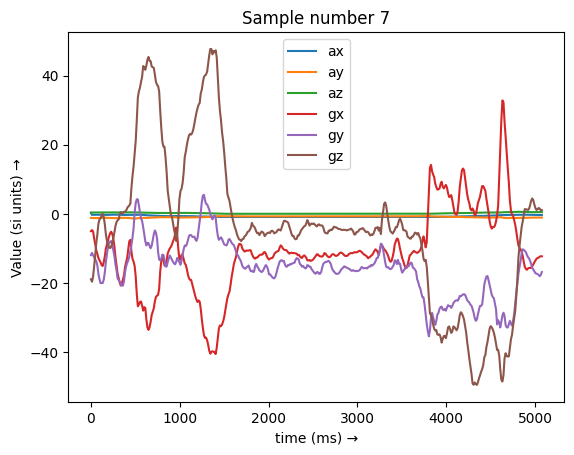 Sample number 7
ax
ay
az
gx
gy
gz
Value (si units) →
40
20
0
−20
−40
0
1000
2000
3000
4000
5000
time (ms) →